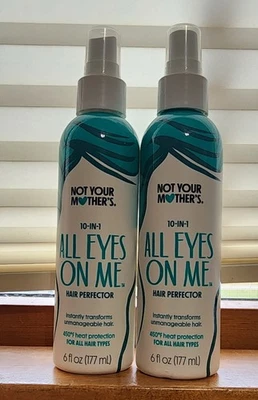 NOT YOUR
MOTHER'S.
10-IN-1
ALL EYES
ON ME
HAIR PERFECTOR
Instantly transforms
unmanageable hair.
450°F heat protection
FOR ALL HAIR TYPES
6 fl oz (177 mL)
NOT YOUR
MOTHER'S.
10-IN-1
ALL EYES
ON ME
HAIR PERFECTOR
Instantly transforms
unmanageable hair.
450°F heat protection
FOR ALL HAIR TYPES
6 fl oz (177 mL)